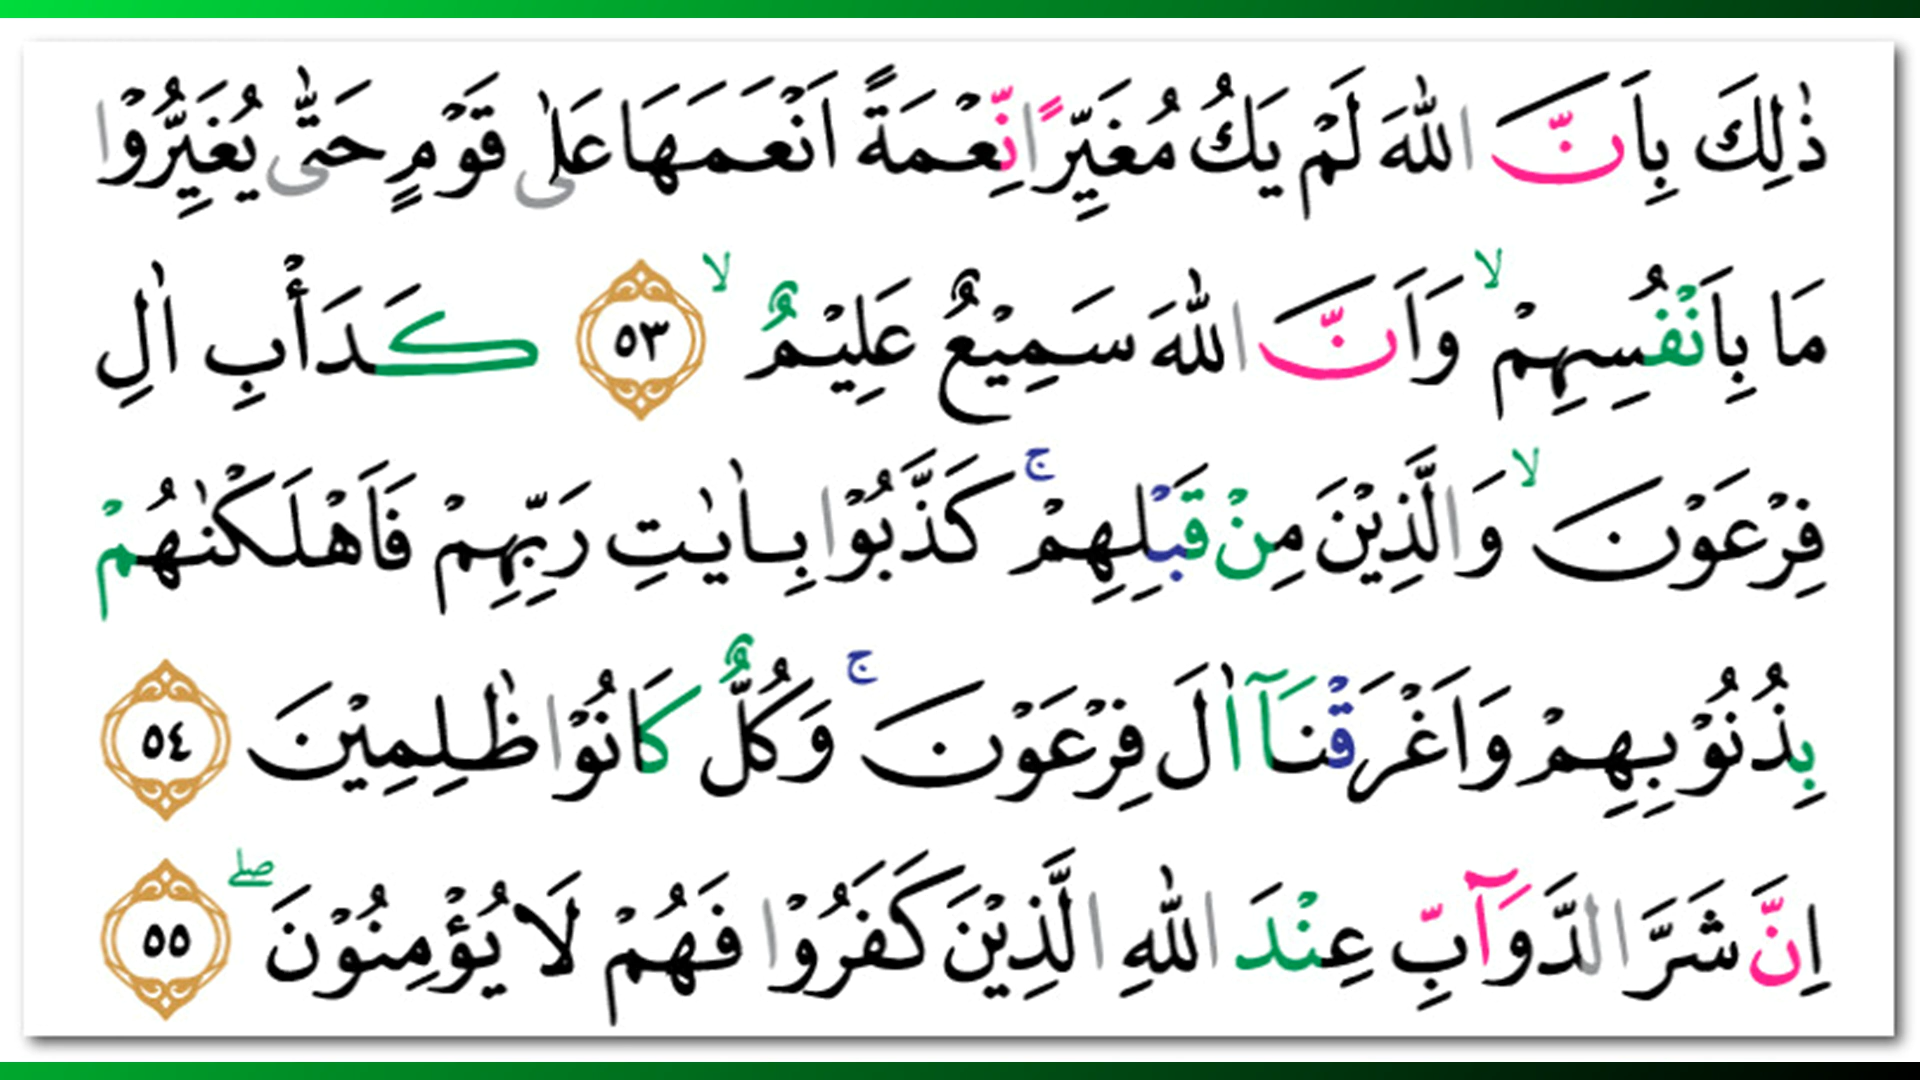 ذٰلِكَ بِاَنَّ اللّٰهَ لَمْ يَكُ مُغَيِّرًا نِّعْمَةً اَنْعَمَهَا عَلٰى قَوْمٍ حَتّٰى يُغَيِّرُوْا
مَا بِاَنْفُسِهِمْۙ وَاَنَّ اللّٰهَ سَمِيْعٌ عَلِيْمٌۙ ٥٣ كَدَأْبِ اٰلِ
فِرْعَوْنَۙ وَالَّذِيْنَ مِنْ قَبْلِهِمْۚ كَذَّبُوْا بِاٰيٰتِ رَبِّهِمْ فَاَهْلَكْنٰهُمْ
بِذُنُوْبِهِمْ وَاَغْرَقْنَآ اٰلَ فِرْعَوْنَۚ وَكُلٌّ كَانُوْا ظٰلِمِيْنَ ٥٤
اِنَّ شَرَّ الدَّوَآبِّ عِنْدَ اللّٰهِ الَّذِيْنَ كَفَرُوْا فَهُمْ لَا يُؤْمِنُوْنَۖ ٥٥